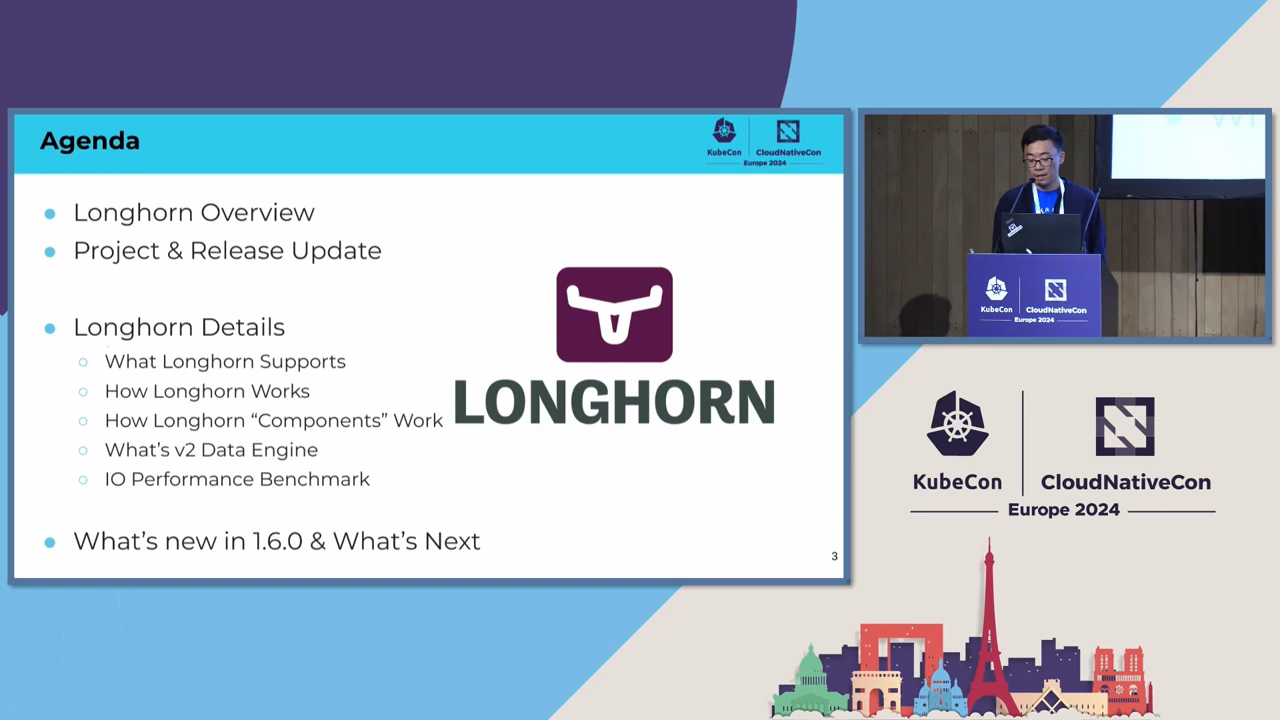 Agenda
KubeCon
CloudNativeCon
Europe 2024
Longhorn Overview
Project & Release Update
Longhorn Details
What Longhorn Supports
How Longhorn Works
How Longhorn “Components” Work
What’s v2 Data Engine
IO Performance Benchmark
What’s new in 1.6.0 & What’s Next
LONGHORN
3
KubeCon
CloudNativeCon
Europe 2024
KubeCon
CloudNativeCon
Europe 2024